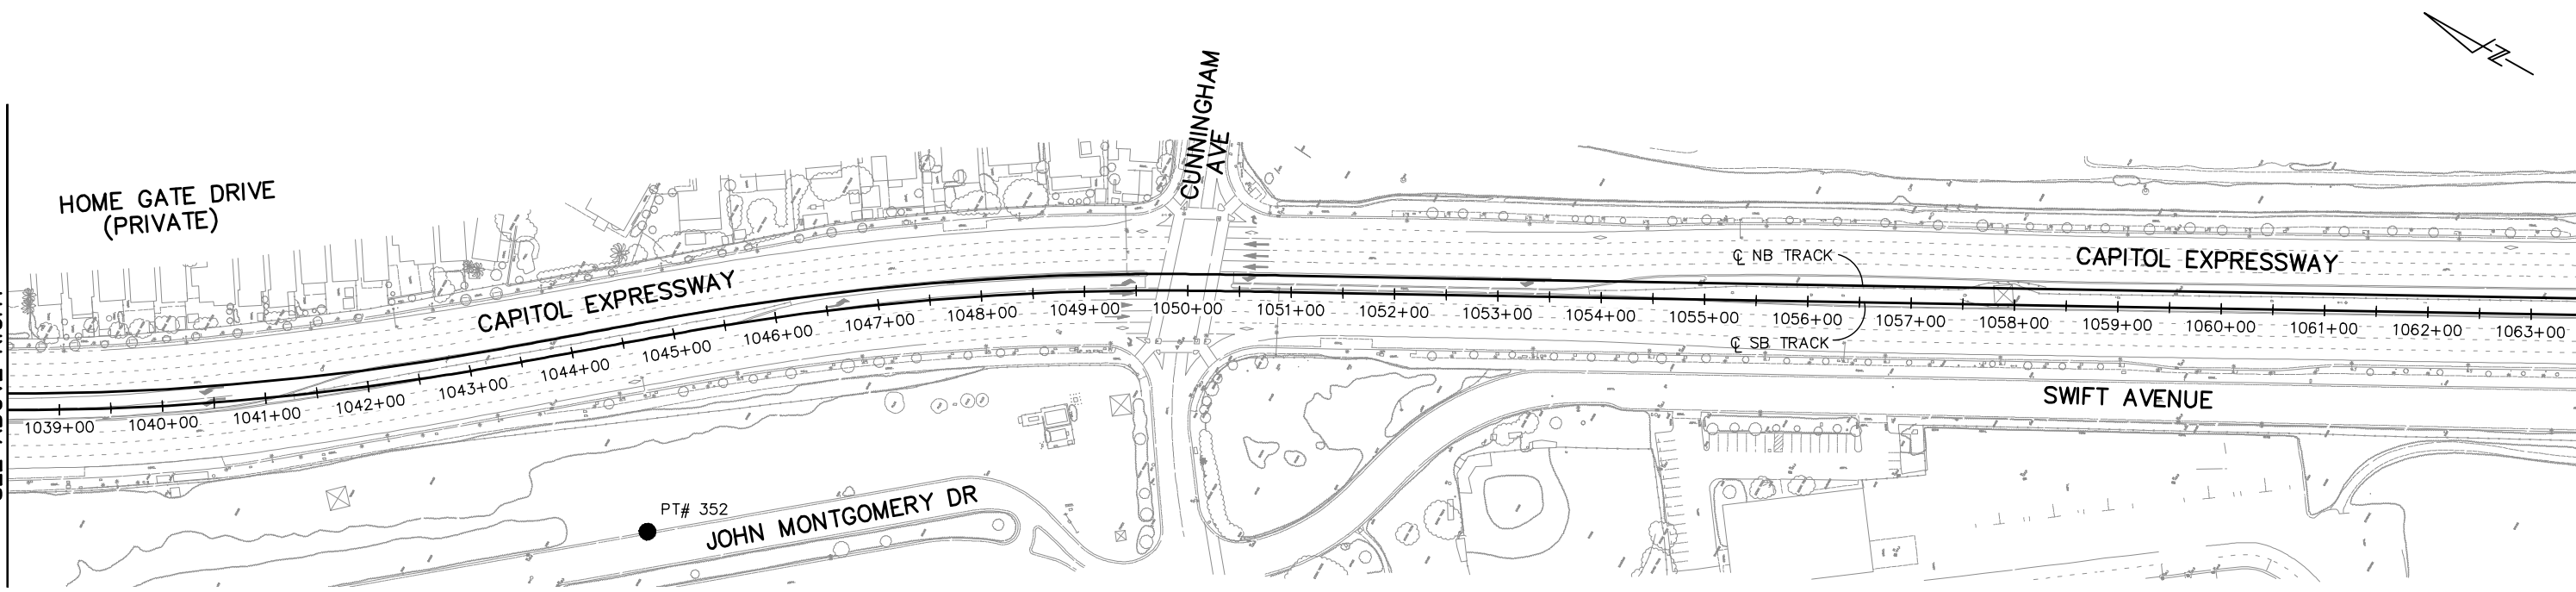 N
CUNNINGHAM
AVE
HOME GATE DRIVE
(PRIVATE)
CAPITOL EXPRESSWAY
℄ NB TRACK
CAPITOL EXPRESSWAY
1039+00 1040+00 1041+00 1042+00 1043+00 1044+00 1045+00 1046+00 1047+00 1048+00 1049+00 1050+00 1051+00 1052+00 1053+00 1054+00 1055+00 1056+00 1057+00 1058+00 1059+00 1060+00 1061+00 1062+00 1063+00
℄ SB TRACK
SWIFT AVENUE
PT# 352
JOHN MONTGOMERY DR